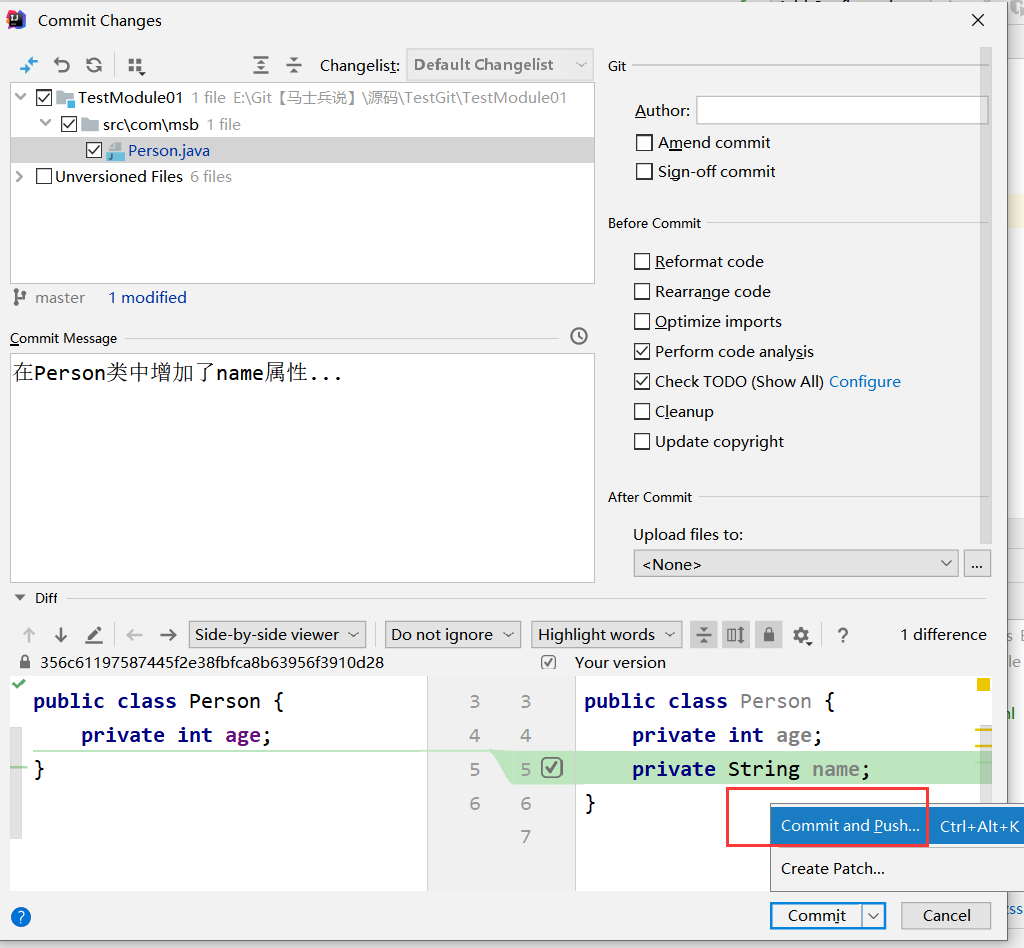 Commit Changes
Changelist: Default Changelist
TestModule01 1 file E:\Git【马士兵说】\源码\TestGit\TestModule01
src\com\msb 1 file
Person.java
Unversioned Files 6 files
master 1 modified
Commit Message
在Person类中增加了name属性...
Git
Author:
Amend commit
Sign-off commit
Before Commit
Reformat code
Rearrange code
Optimize imports
Perform code analysis
Check TODO (Show All) Configure
Cleanup
Update copyright
After Commit
Upload files to:
<None>
...
Diff
Side-by-side viewer Do not ignore Highlight words ? 1 difference
356c61197587445f2e38fbfca8b63956f3910d28 Your version
public class Person { 3 3 public class Person {
private int age; 4 4 private int age;
} 5 5 private String name;
6 6 }
7
Commit and Push... Ctrl+Alt+K
Create Patch...
? Commit Cancel